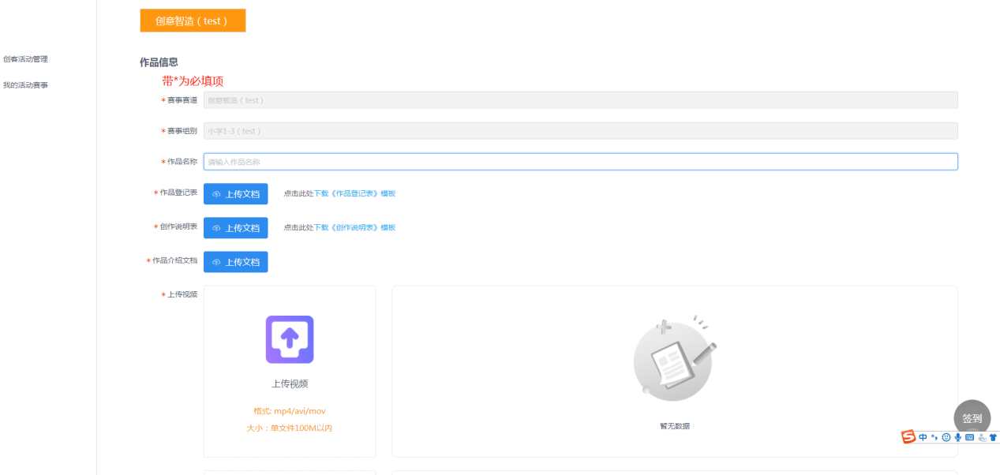 创意智造（test）
创客活动管理
我的活动赛事
作品信息
带*为必填项
* 赛事赛道 创意智造（test）
* 赛事组别 小学1-3（test）
* 作品名称 请输入作品名称
* 作品登记表 上传文档 点击此处下载《作品登记表》模板
* 创作说明表 上传文档 点击此处下载《创作说明表》模板
* 作品介绍文档 上传文档
* 上传视频
上传视频
格式: mp4/avi/mov
大小：单文件100M以内
暂无数据
签到
S 中